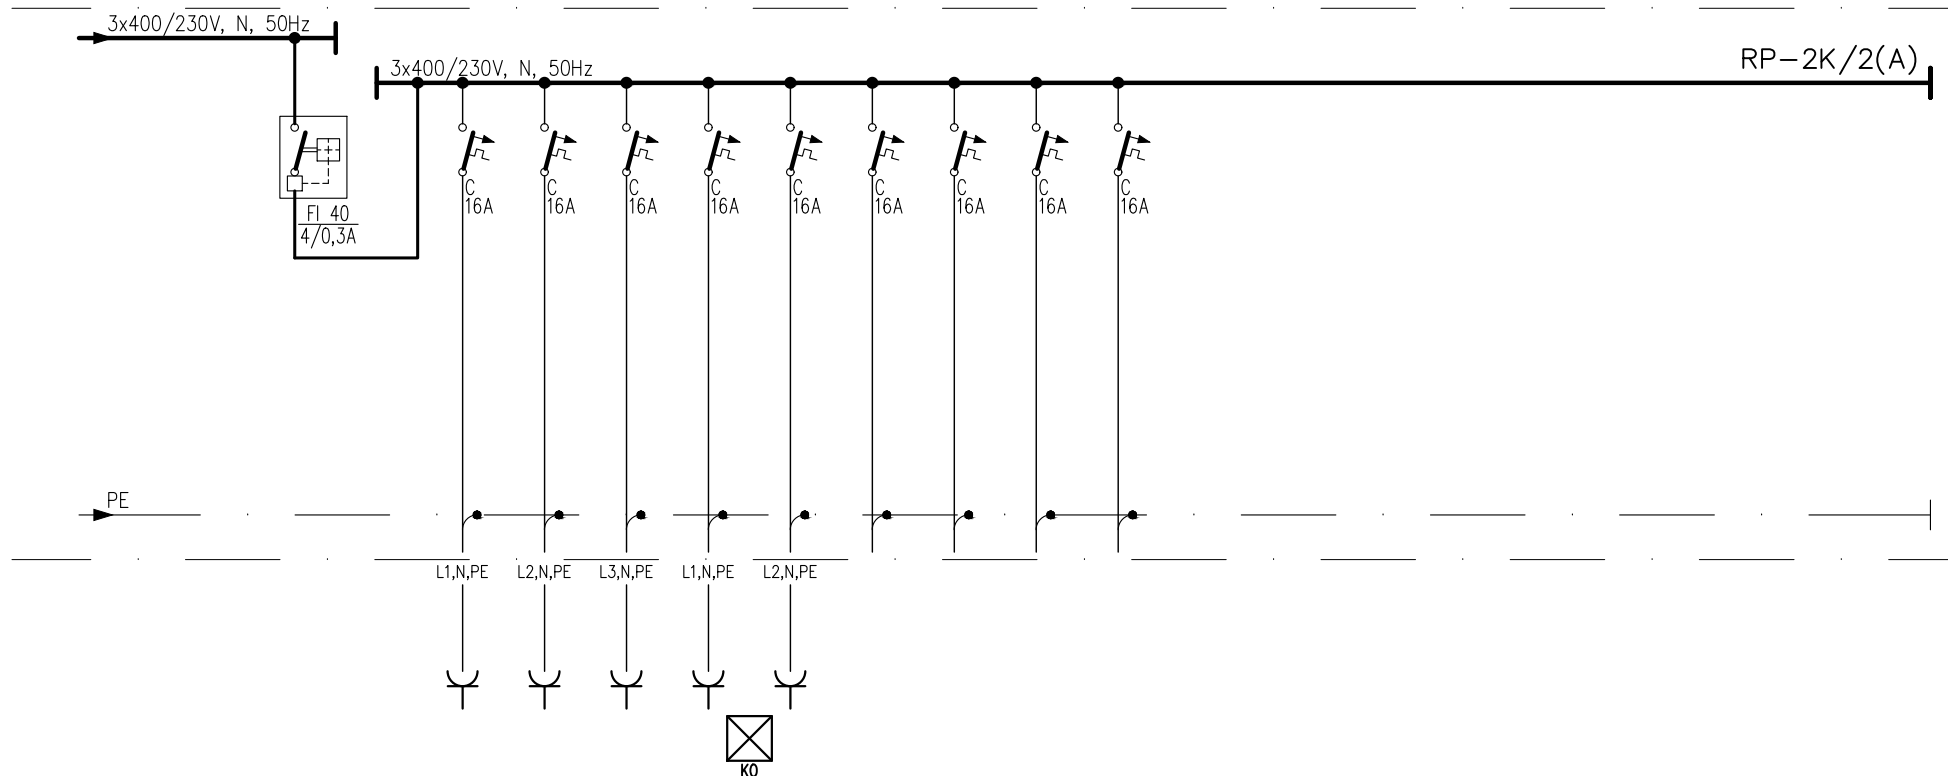 3x400/230V, N, 50Hz
3x400/230V, N, 50Hz
RP-2K/2(A)
FI 40
4/0,3A
C
16A
C
16A
C
16A
C
16A
C
16A
C
16A
C
16A
C
16A
C
16A
PE
L1,N,PE
L2,N,PE
L3,N,PE
L1,N,PE
L2,N,PE
KO